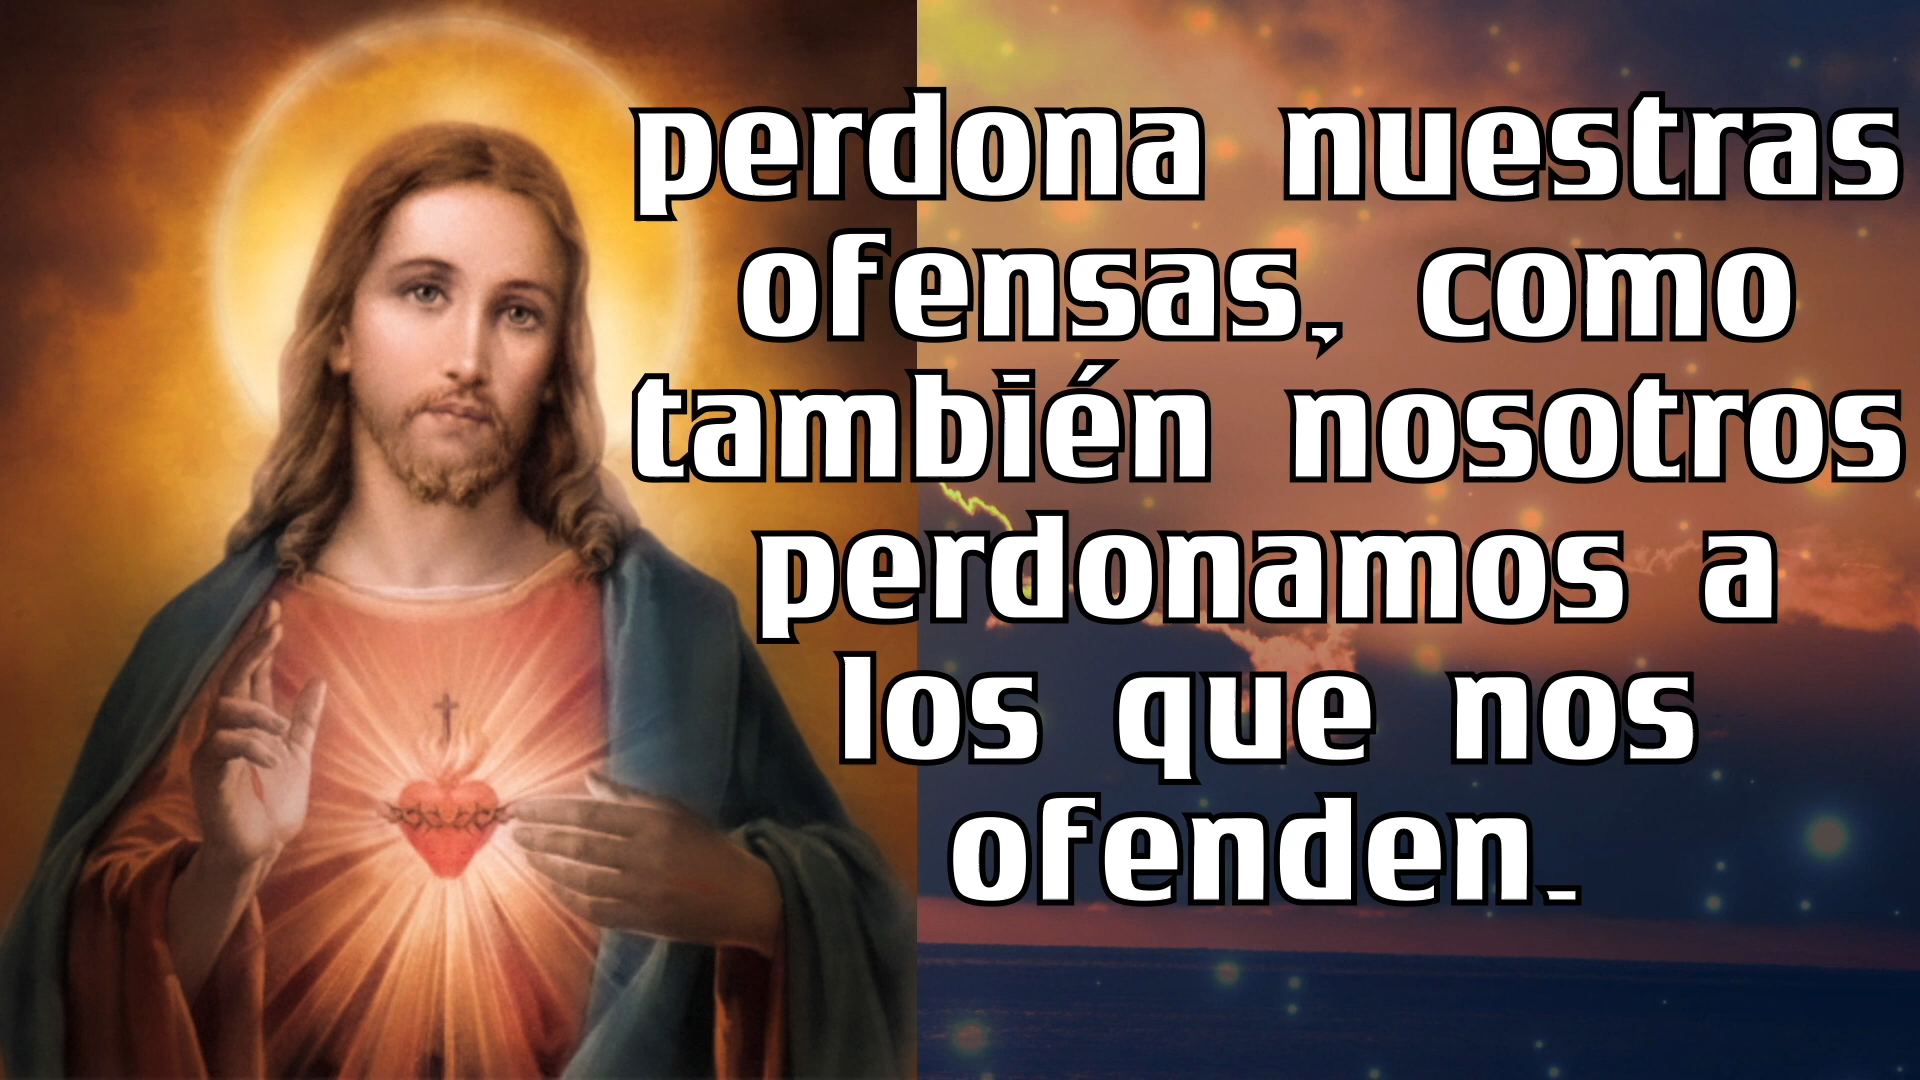 perdona nuestras
ofensas, como
también nosotros
perdonamos a
los que nos
ofenden.